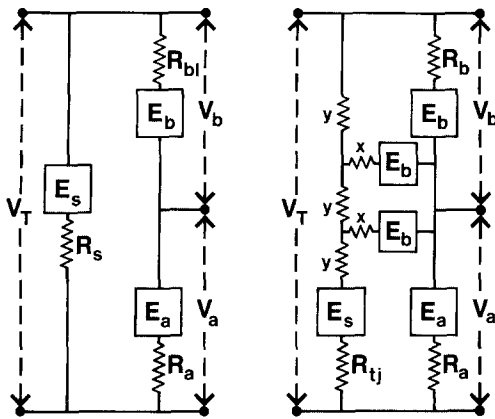 R_bl
E_b
V_b
V_T
E_s
R_s
E_a
V_a
R_a
R_b
y
E_b
V_b
x
E_b
V_T
y
x
E_b
y
E_s
E_a
V_a
R_tj
R_a